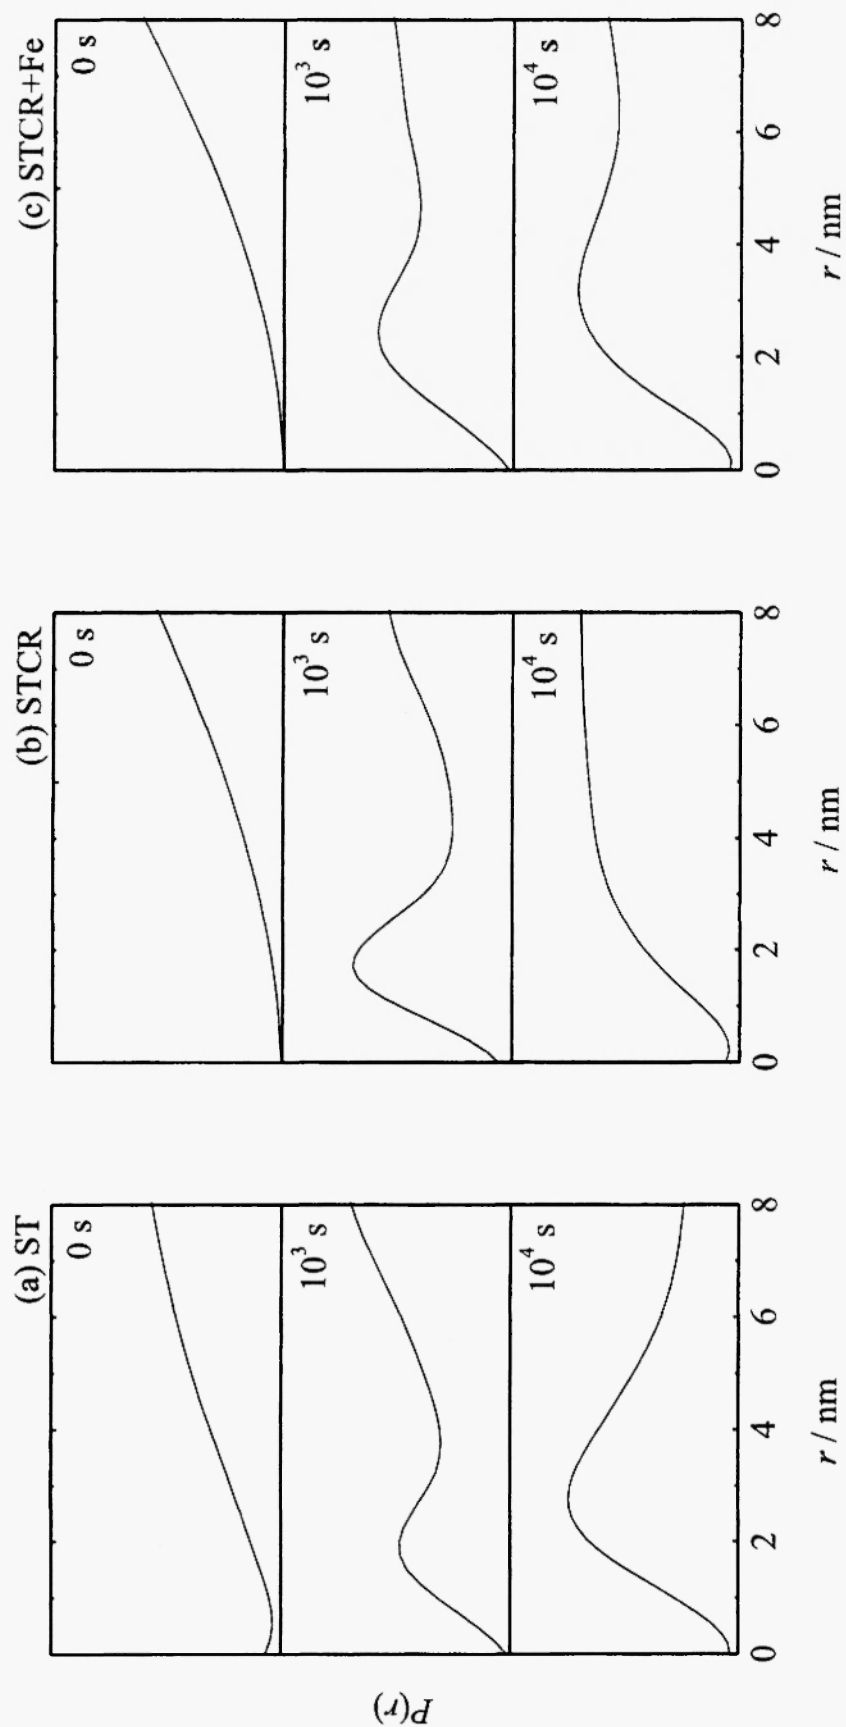 (a) ST
0 s
10³ s
10⁴ s
0 2 4 6 8
r / nm
(b) STCR
0 s
10³ s
10⁴ s
0 2 4 6 8
r / nm
(c) STCR+Fe
0 s
10³ s
10⁴ s
0 2 4 6 8
r / nm
P(r)